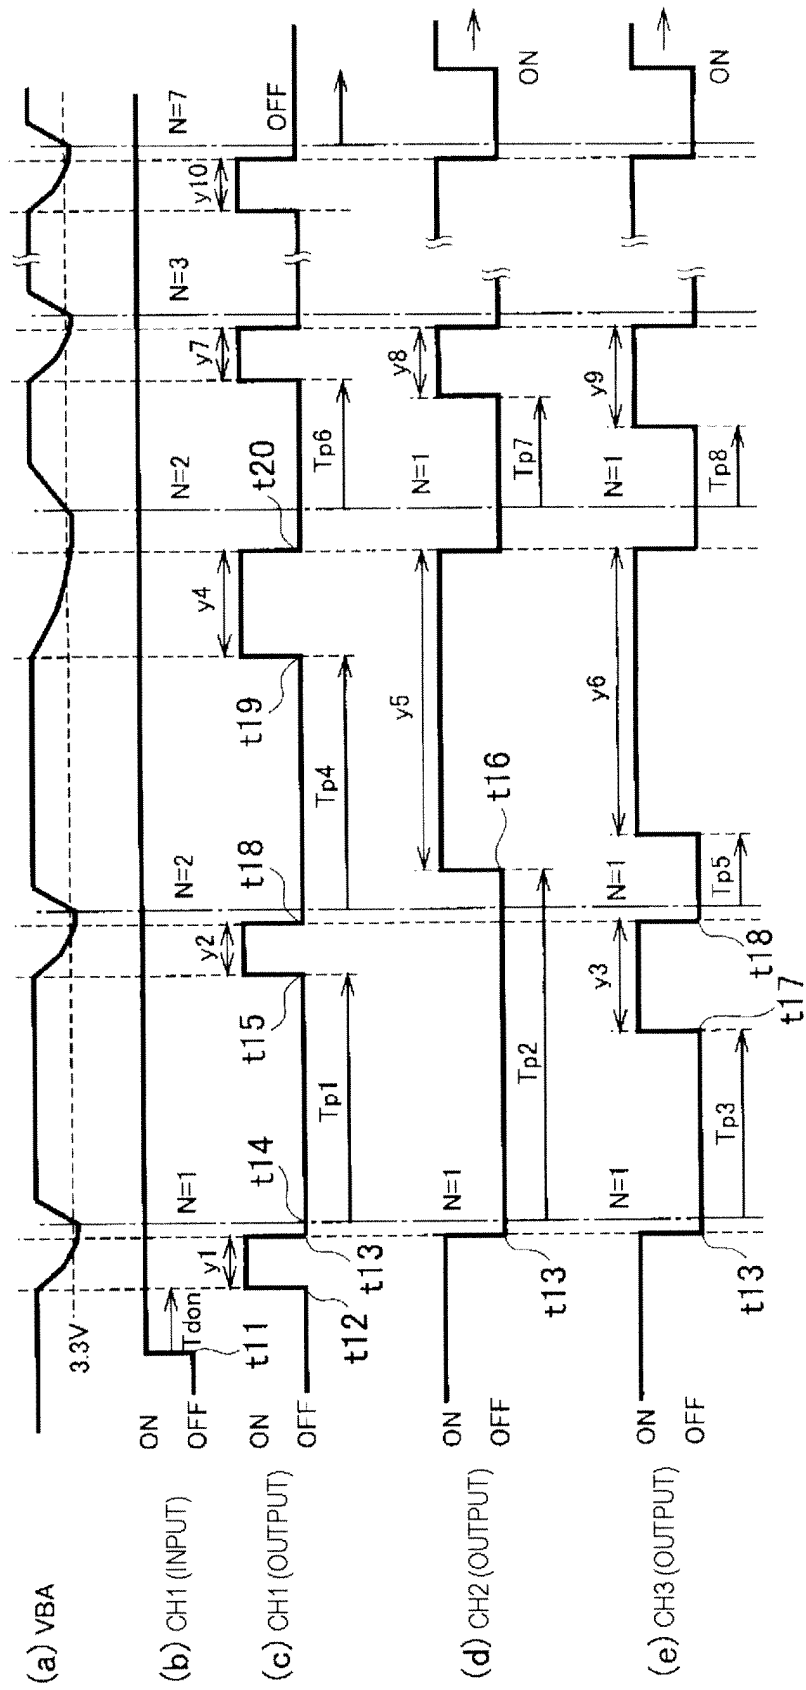 (a) VBA
3.3V
(b) CH1 (INPUT)
ON
OFF
Tdon
t11
N=1
N=2
N=2
N=3
N=7
(c) CH1 (OUTPUT)
ON
OFF
t12
y1
t13
t14
Tp1
t15
y2
t18
Tp4
t19
y4
t20
Tp6
y7
y10
OFF
(d) CH2 (OUTPUT)
ON
OFF
t13
N=1
Tp2
t16
y5
N=1
Tp7
y8
ON
(e) CH3 (OUTPUT)
ON
OFF
t13
N=1
Tp3
t17
y3
t18
N=1
Tp5
y6
N=1
Tp8
y9
ON